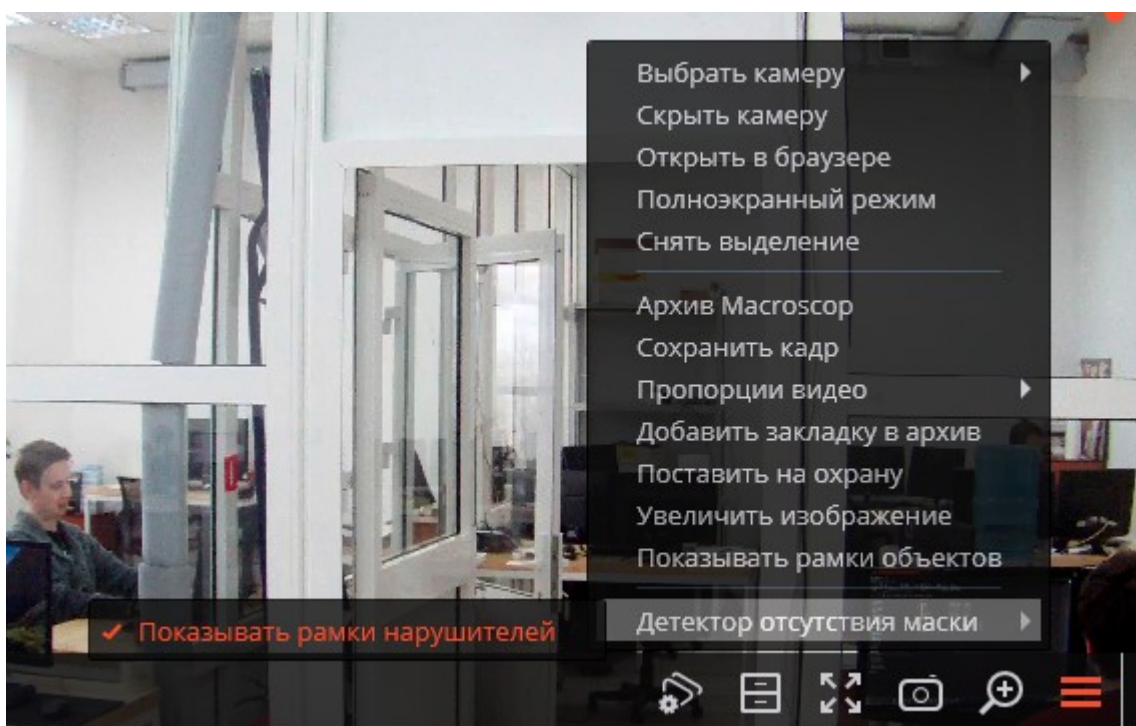 Выбрать камеру
Скрыть камеру
Открыть в браузере
Полноэкранный режим
Снять выделение
Архив Macroscop
Сохранить кадр
Пропорции видео
Добавить закладку в архив
Поставить на охрану
Увеличить изображение
Показывать рамки объектов
Детектор отсутствия маски
Показывать рамки нарушителей